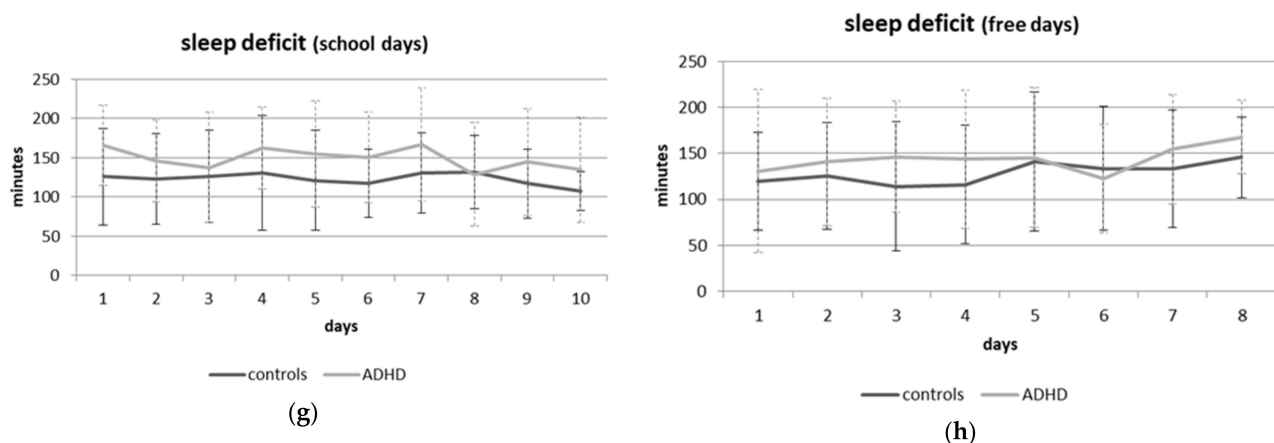 sleep deficit (school days)
250
200
150
100
50
0
minutes
1 2 3 4 5 6 7 8 9 10
days
controls ADHD
(g)
sleep deficit (free days)
250
200
150
100
50
0
minutes
1 2 3 4 5 6 7 8
days
controls ADHD
(h)